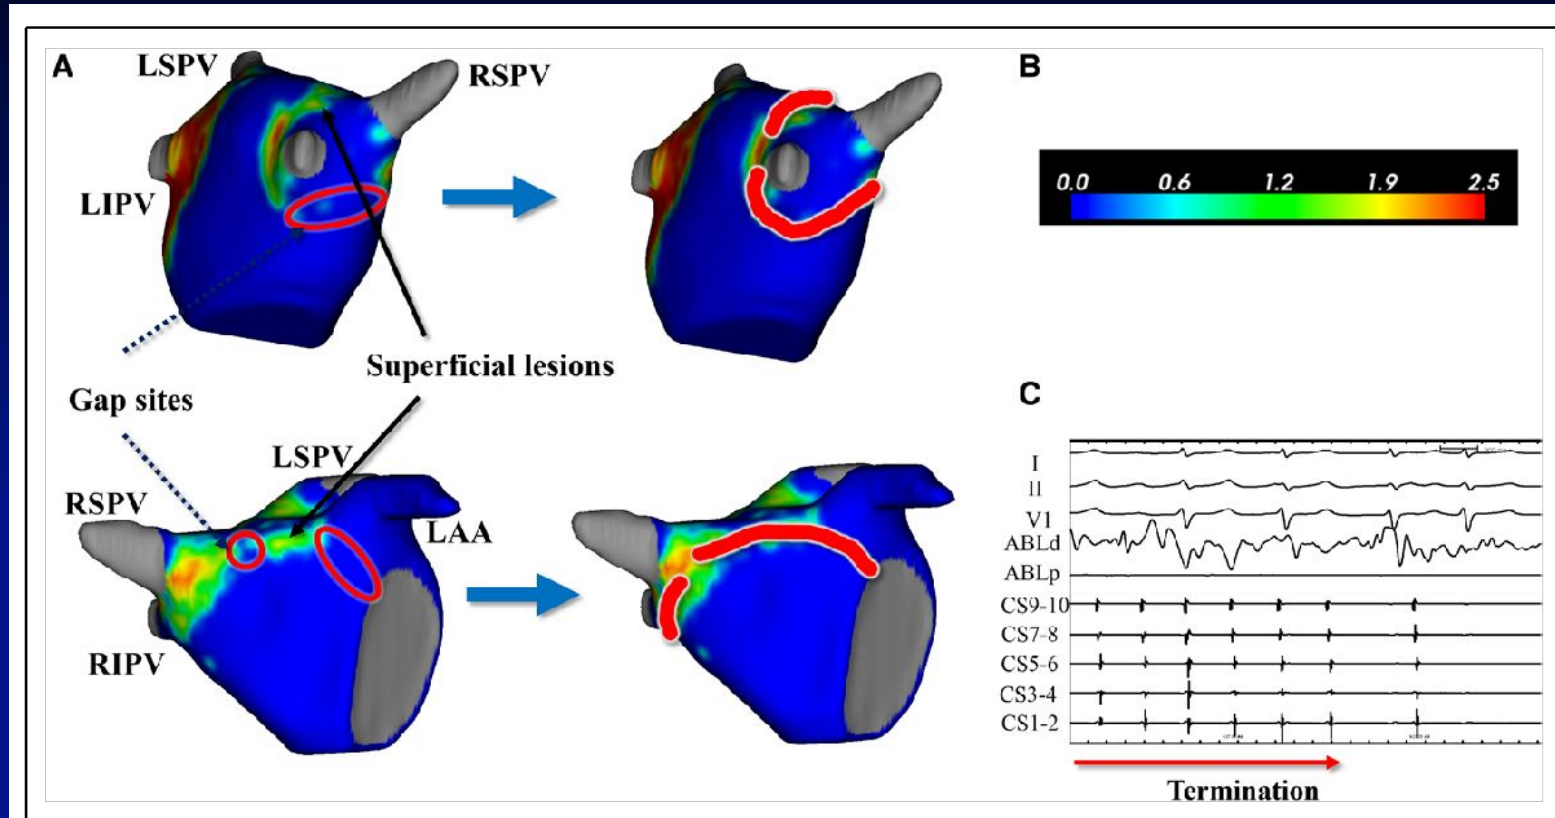 A
LSPV
RSPV
LIPV
Superficial lesions
Gap sites
LSPV
RSPV
LAA
RIPV
B
0.0 0.6 1.2 1.9 2.5
C
I
II
V1
ABLd
ABLp
CS9-10
CS7-8
CS5-6
CS3-4
CS1-2
Termination